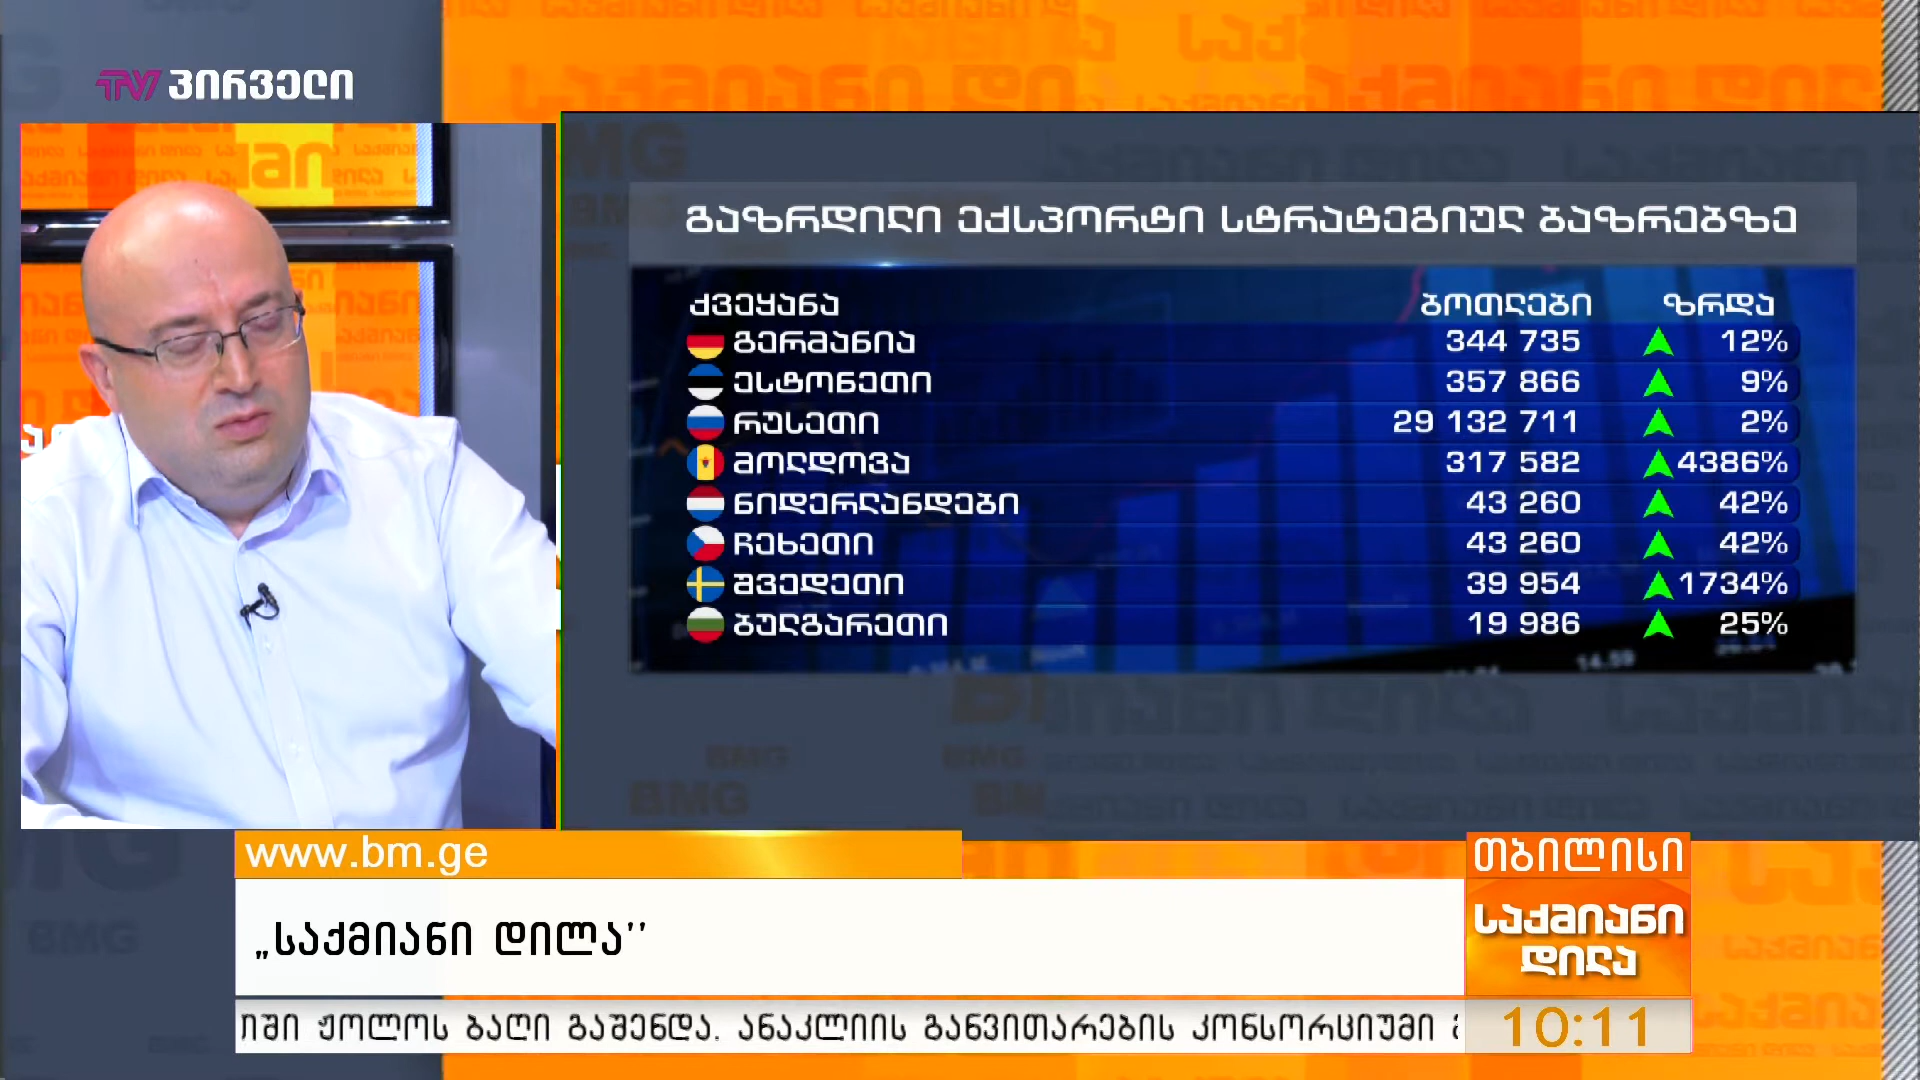 TV პირველი
გაზრდილი ექსპორტი სტრატეგიულ ბაზრებზე
ქვეყანა ბოთლები ზრდა
გერმანია 344 735 12%
ესტონეთი 357 866 9%
რუსეთი 29 132 711 2%
მოლდოვა 317 582 4386%
ნიდერლანდები 43 260 42%
ჩეხეთი 43 260 42%
შვედეთი 39 954 1734%
ბულგარეთი 19 986 25%
www.bm.ge
თბილისი
„საქმიანი დილა''
საქმიანი
დილა
ჟოლოს ბაღი გაშენდა. ანაკლიის განვითარების კონსორციუმი
10:11